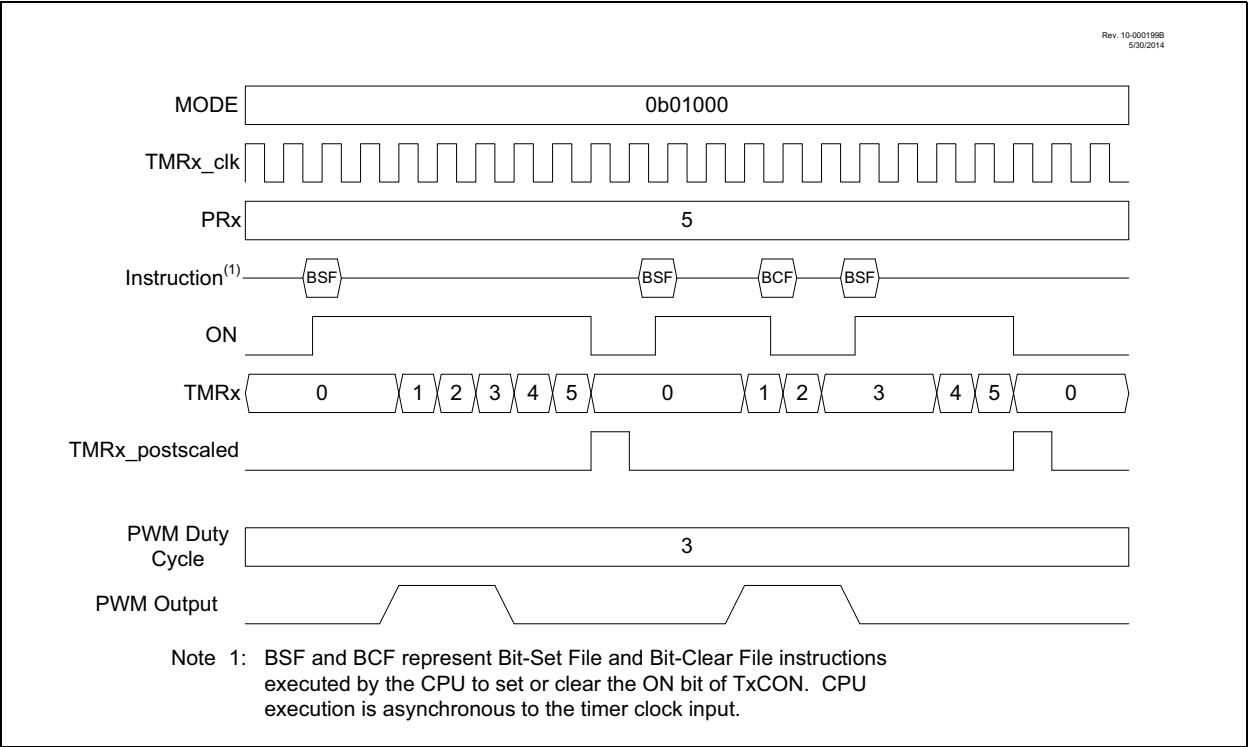 Rev. 10-000199B
5/30/2014
MODE 0b01000
TMRx_clk
PRx 5
Instruction(1) BSF BSF BCF BSF
ON
TMRx 0 1 2 3 4 5 0 1 2 3 4 5 0
TMRx_postscaled
PWM Duty
Cycle 3
PWM Output
Note 1: BSF and BCF represent Bit-Set File and Bit-Clear File instructions
executed by the CPU to set or clear the ON bit of TxCON. CPU
execution is asynchronous to the timer clock input.